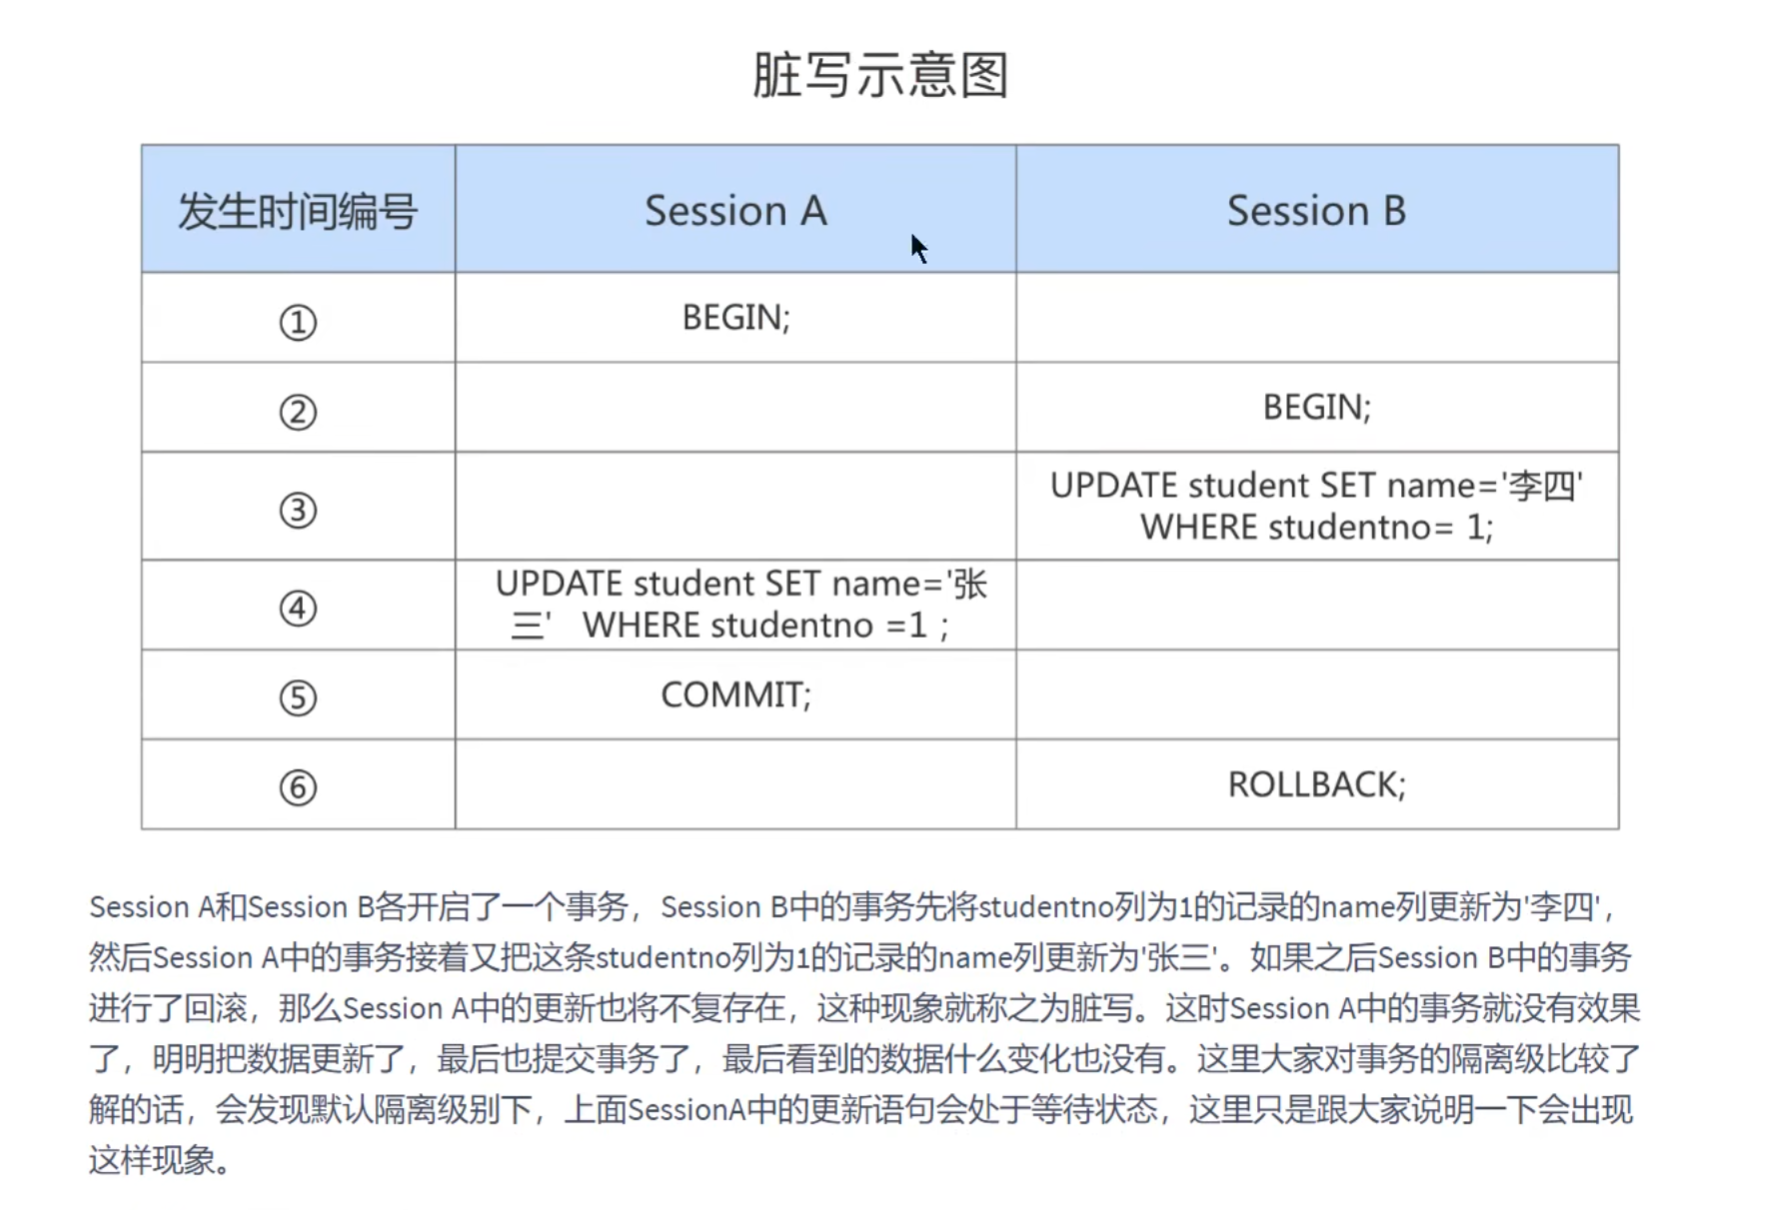 脏写示意图
发生时间编号 Session A Session B
① BEGIN;
② BEGIN;
③ UPDATE student SET name='李四'
WHERE studentno= 1;
④ UPDATE student SET name='张
三' WHERE studentno =1 ;
⑤ COMMIT;
⑥ ROLLBACK;
Session A和Session B各开启了一个事务，Session B中的事务先将studentno列为1的记录的name列更新为'李四'，
然后Session A中的事务接着又把这条studentno列为1的记录的name列更新为'张三'。如果之后Session B中的事务
进行了回滚，那么Session A中的更新也将不复存在，这种现象就称之为脏写。这时Session A中的事务就没有效果
了，明明把数据更新了，最后也提交事务了，最后看到的数据什么变化也没有。这里大家对事务的隔离级比较了
解的话，会发现默认隔离级别下，上面SessionA中的更新语句会处于等待状态，这里只是跟大家说明一下会出现
这样现象。